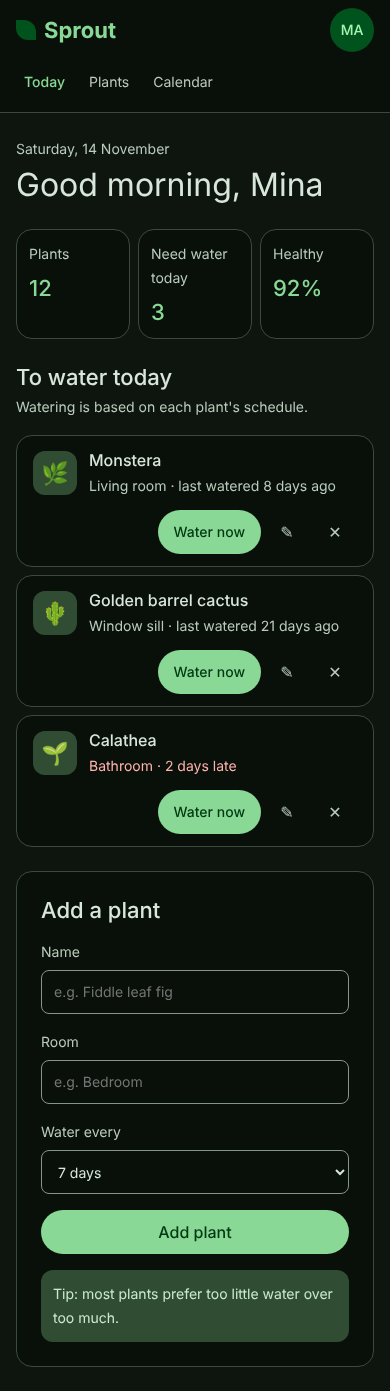 Sprout
MA
Today Plants Calendar
Saturday, 14 November
Good morning, Mina
Plants
12
Need water today
3
Healthy
92%
To water today
Watering is based on each plant's schedule.
Monstera
Living room · last watered 8 days ago
Water now ✎ ✕
Golden barrel cactus
Window sill · last watered 21 days ago
Water now ✎ ✕
Calathea
Bathroom · 2 days late
Water now ✎ ✕
Add a plant
Name
e.g. Fiddle leaf fig
Room
e.g. Bedroom
Water every
7 days
Add plant
Tip: most plants prefer too little water over
too much.